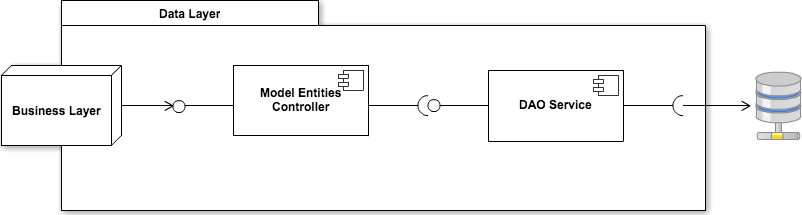 Data Layer
Business Layer
Model Entities
Controller
DAO Service